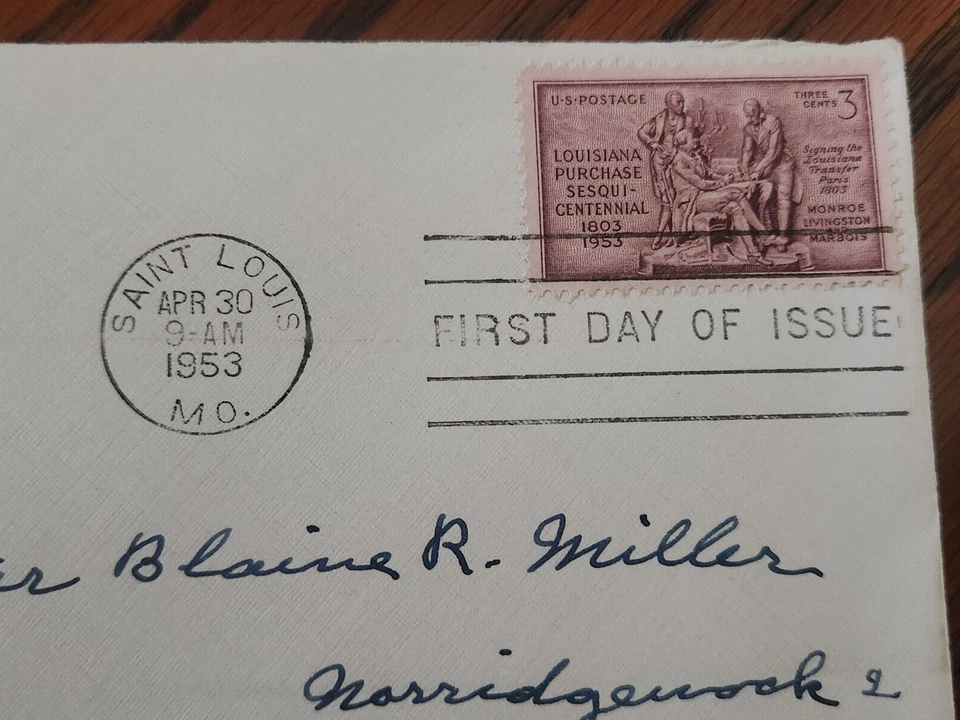 U.S. POSTAGE
THREE
CENTS 3
LOUISIANA
PURCHASE
SESQUI-
CENTENNIAL
1803
1953
Signing the
Louisiana
Transfer
Paris
1803
MONROE
LIVINGSTON
AND
MARBOIS
SAINT LOUIS
APR 30
9-AM
1953
MO.
FIRST DAY OF ISSUE
Blaine R. Miller
Norridgewock